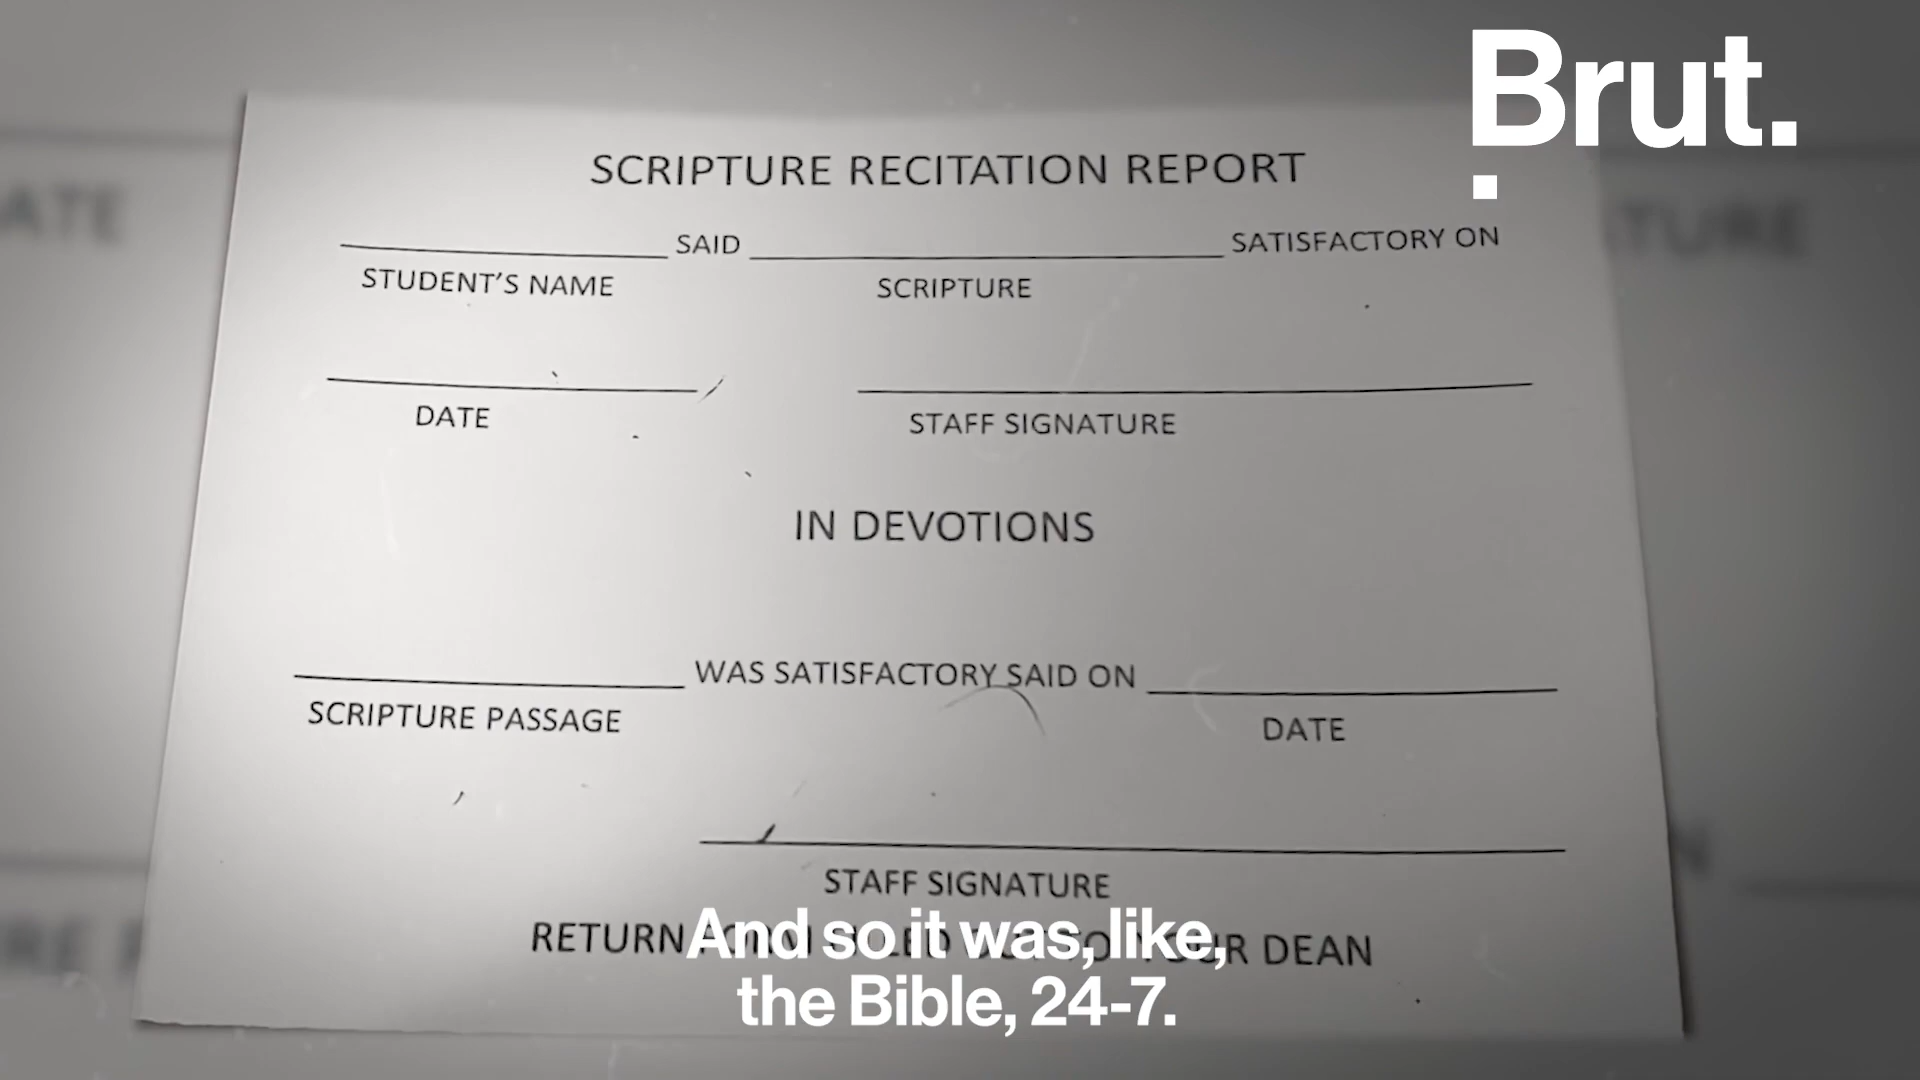 Brut.
SCRIPTURE RECITATION REPORT
SAID SATISFACTORY ON
STUDENT'S NAME SCRIPTURE
DATE STAFF SIGNATURE
IN DEVOTIONS
WAS SATISFACTORY SAID ON
SCRIPTURE PASSAGE DATE
STAFF SIGNATURE
RETURN YOUR DEAN
And so it was, like,
the Bible, 24-7.